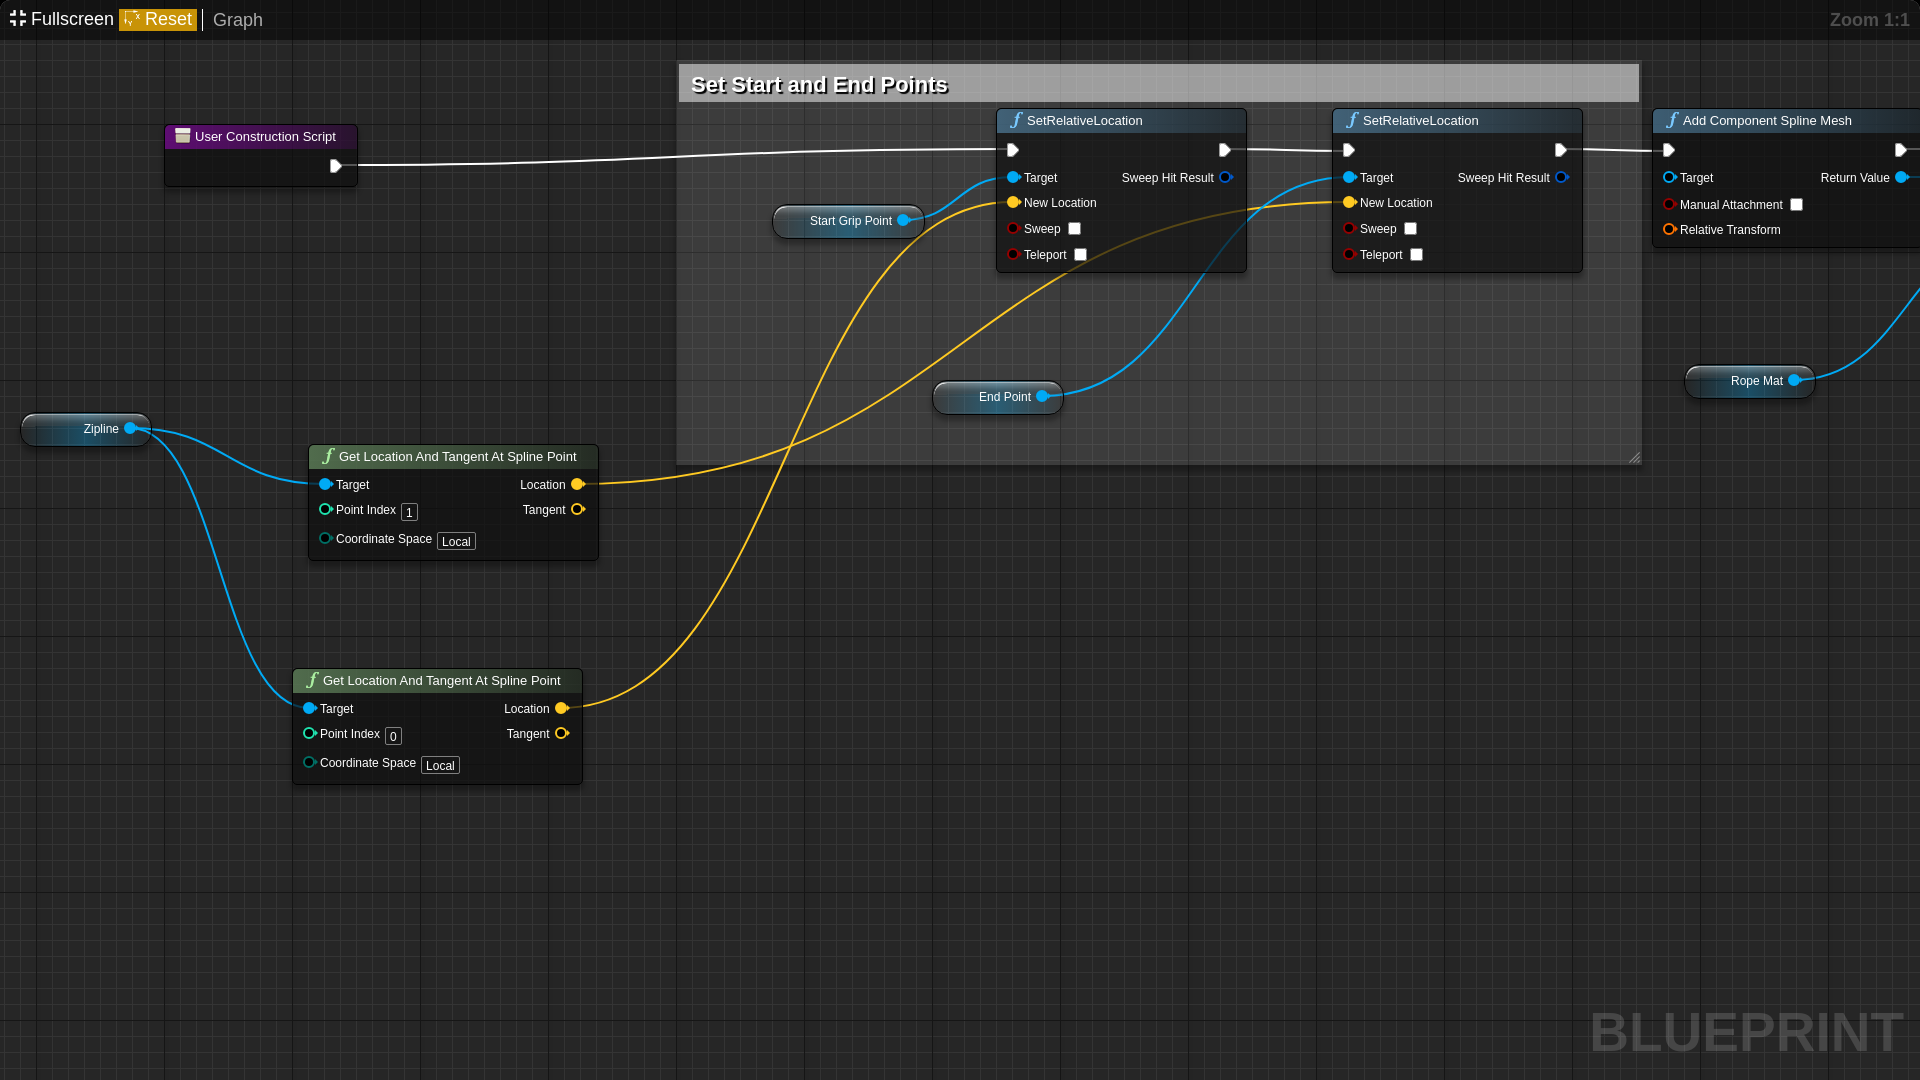 Fullscreen Reset Graph
Zoom 1:1
Set Start and End Points
User Construction Script
SetRelativeLocation
Target
Sweep Hit Result
New Location
Sweep
Teleport
SetRelativeLocation
Target
Sweep Hit Result
New Location
Sweep
Teleport
Add Component Spline Mesh
Target
Return Value
Manual Attachment
Relative Transform
Start Grip Point
End Point
Rope Mat
Zipline
Get Location And Tangent At Spline Point
Target
Location
Point Index 1
Tangent
Coordinate Space Local
Get Location And Tangent At Spline Point
Target
Location
Point Index 0
Tangent
Coordinate Space Local
BLUEPRINT